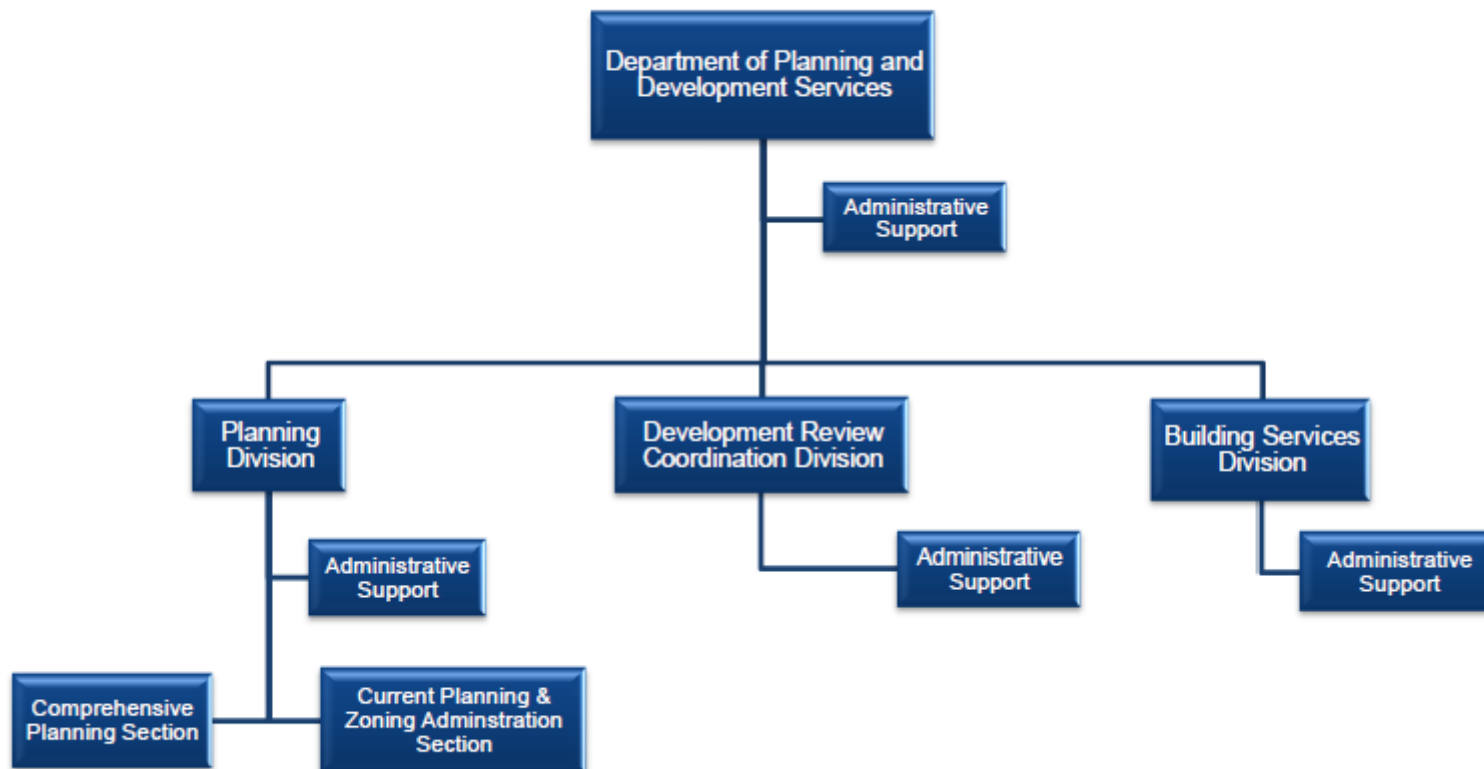 Department of Planning and
Development Services
Administrative
Support
Planning
Division
Development Review
Coordination Division
Building Services
Division
Administrative
Support
Administrative
Support
Administrative
Support
Comprehensive
Planning Section
Current Planning &
Zoning Adminstration
Section